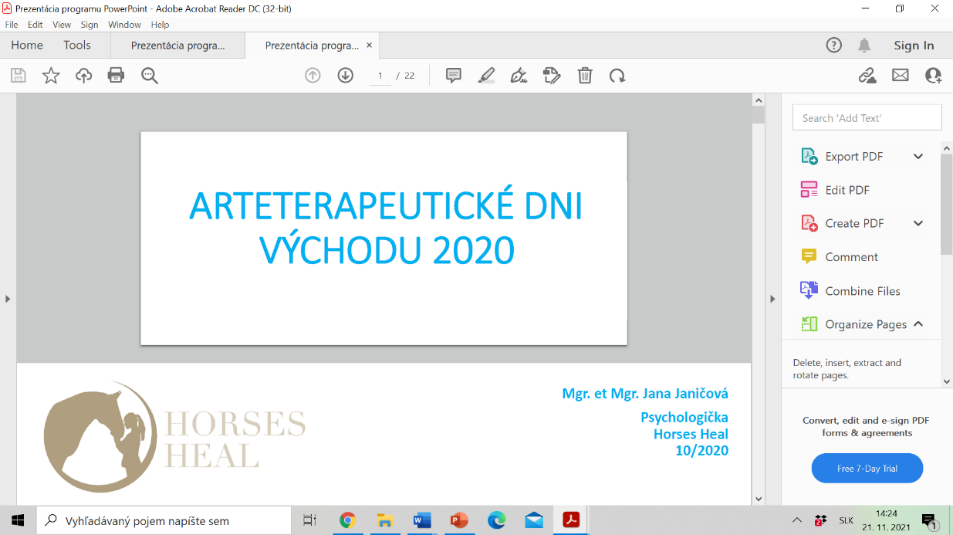 Prezentácia programu PowerPoint - Adobe Acrobat Reader DC (32-bit)
File Edit View Sign Window Help
Home Tools Prezentácia progra... Prezentácia progra... × Sign In
1 / 22
Search 'Add Text'
Export PDF
Edit PDF
Create PDF
Comment
Combine Files
Organize Pages
Delete, insert, extract and
rotate pages.
Convert, edit and e-sign PDF
forms & agreements
Free 7-Day Trial
ARTETERAPEUTICKÉ DNI
VÝCHODU 2020
HORSES
HEAL
Mgr. et Mgr. Jana Janičová
Psychologička
Horses Heal
10/2020
Vyhľadávaný pojem napíšte sem
SLK
14:24
21. 11. 2021
1